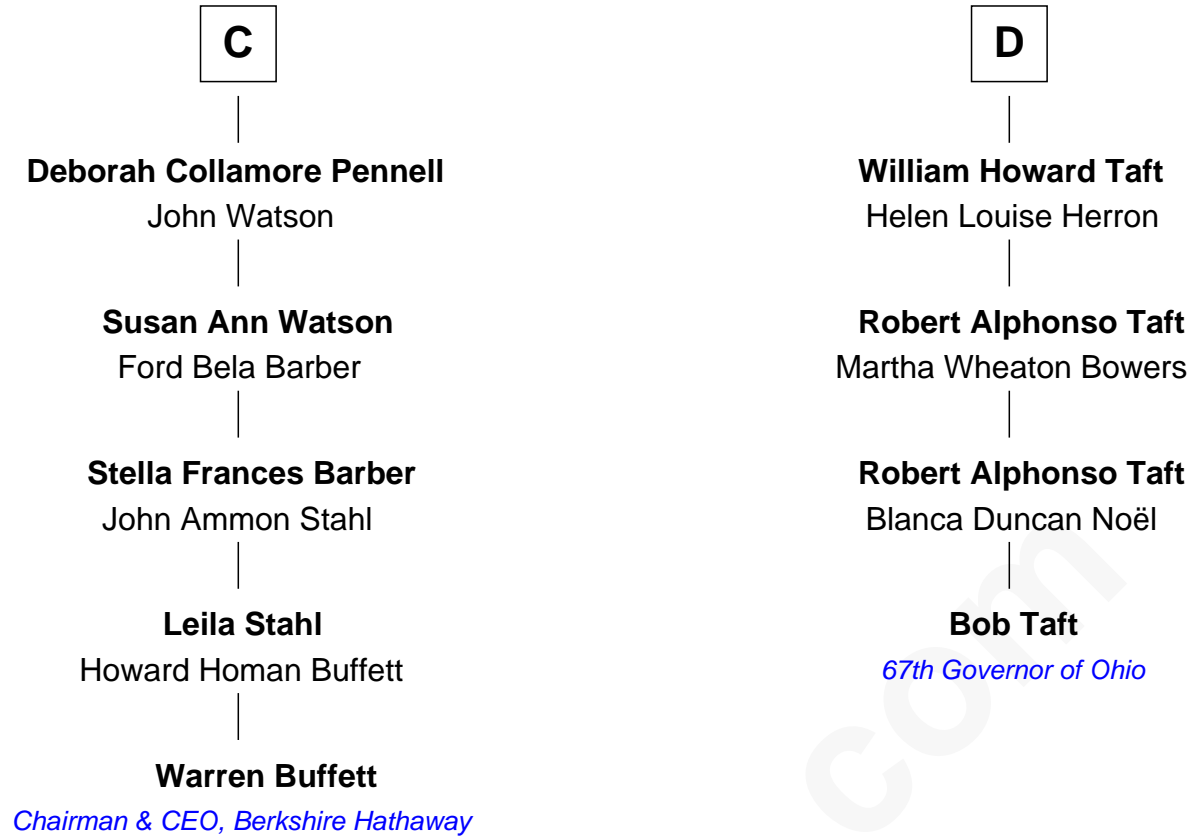 C
Deborah Collamore Pennell
John Watson
Susan Ann Watson
Ford Bela Barber
Stella Frances Barber
John Ammon Stahl
Leila Stahl
Howard Homan Buffett
Warren Buffett
Chairman & CEO, Berkshire Hathaway
D
William Howard Taft
Helen Louise Herron
Robert Alphonso Taft
Martha Wheaton Bowers
Robert Alphonso Taft
Blanca Duncan Noël
Bob Taft
67th Governor of Ohio
com